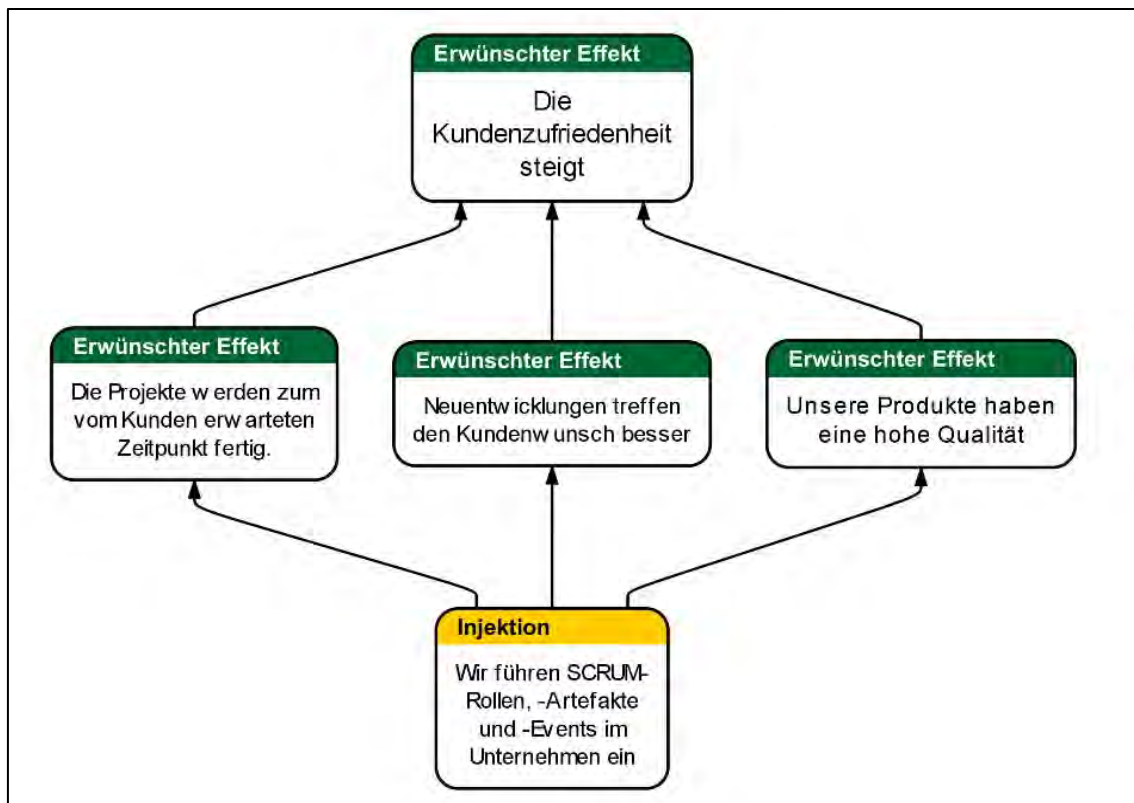 Erwünschter Effekt
Die
Kundenzufriedenheit
steigt
Erwünschter Effekt
Die Projekte werden zum
vom Kunden erwarteten
Zeitpunkt fertig.
Erwünschter Effekt
Neuentwicklungen treffen
den Kundenwunsch besser
Erwünschter Effekt
Unsere Produkte haben
eine hohe Qualität
Injektion
Wir führen SCRUM-
Rollen, -Artefakte
und -Events im
Unternehmen ein